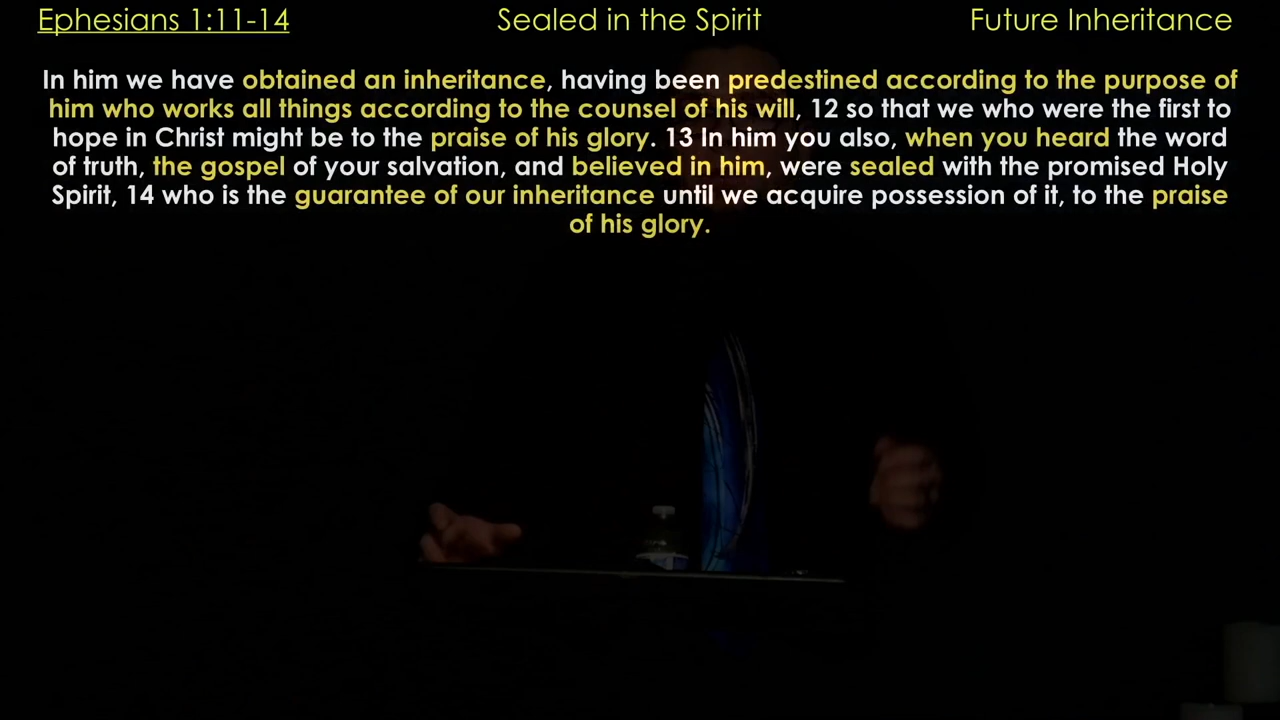 Ephesians 1:11-14 Sealed in the Spirit Future Inheritance
In him we have obtained an inheritance, having been predestined according to the purpose of
him who works all things according to the counsel of his will, 12 so that we who were the first to
hope in Christ might be to the praise of his glory. 13 In him you also, when you heard the word
of truth, the gospel of your salvation, and believed in him, were sealed with the promised Holy
Spirit, 14 who is the guarantee of our inheritance until we acquire possession of it, to the praise
of his glory.